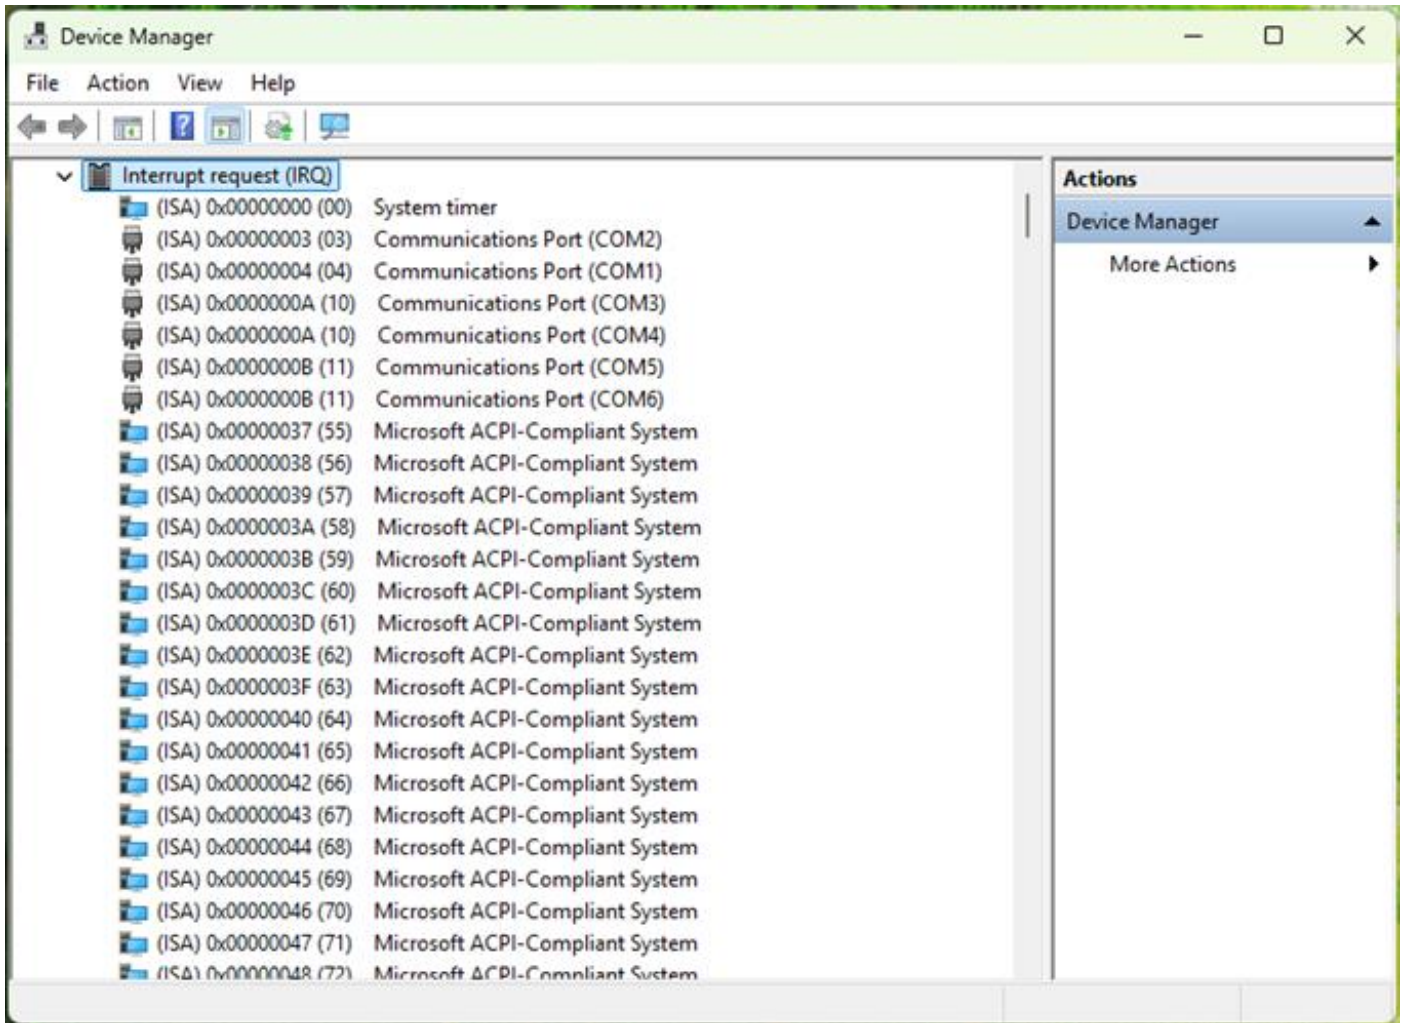 Device Manager
File Action View Help
Interrupt request (IRQ)
(ISA) 0x00000000 (00) System timer
(ISA) 0x00000003 (03) Communications Port (COM2)
(ISA) 0x00000004 (04) Communications Port (COM1)
(ISA) 0x0000000A (10) Communications Port (COM3)
(ISA) 0x0000000A (10) Communications Port (COM4)
(ISA) 0x0000000B (11) Communications Port (COM5)
(ISA) 0x0000000B (11) Communications Port (COM6)
(ISA) 0x00000037 (55) Microsoft ACPI-Compliant System
(ISA) 0x00000038 (56) Microsoft ACPI-Compliant System
(ISA) 0x00000039 (57) Microsoft ACPI-Compliant System
(ISA) 0x0000003A (58) Microsoft ACPI-Compliant System
(ISA) 0x0000003B (59) Microsoft ACPI-Compliant System
(ISA) 0x0000003C (60) Microsoft ACPI-Compliant System
(ISA) 0x0000003D (61) Microsoft ACPI-Compliant System
(ISA) 0x0000003E (62) Microsoft ACPI-Compliant System
(ISA) 0x0000003F (63) Microsoft ACPI-Compliant System
(ISA) 0x00000040 (64) Microsoft ACPI-Compliant System
(ISA) 0x00000041 (65) Microsoft ACPI-Compliant System
(ISA) 0x00000042 (66) Microsoft ACPI-Compliant System
(ISA) 0x00000043 (67) Microsoft ACPI-Compliant System
(ISA) 0x00000044 (68) Microsoft ACPI-Compliant System
(ISA) 0x00000045 (69) Microsoft ACPI-Compliant System
(ISA) 0x00000046 (70) Microsoft ACPI-Compliant System
(ISA) 0x00000047 (71) Microsoft ACPI-Compliant System
(ISA) 0x00000048 (72) Microsoft ACPI-Compliant System
Actions
Device Manager
More Actions